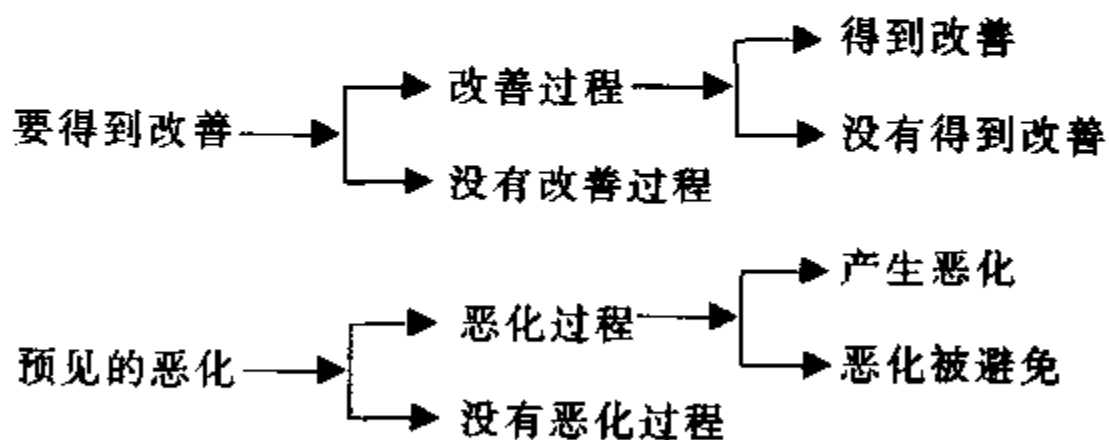 得到改善
改善过程
要得到改善
没有得到改善
没有改善过程
产生恶化
恶化过程
预见的恶化
恶化被避免
没有恶化过程